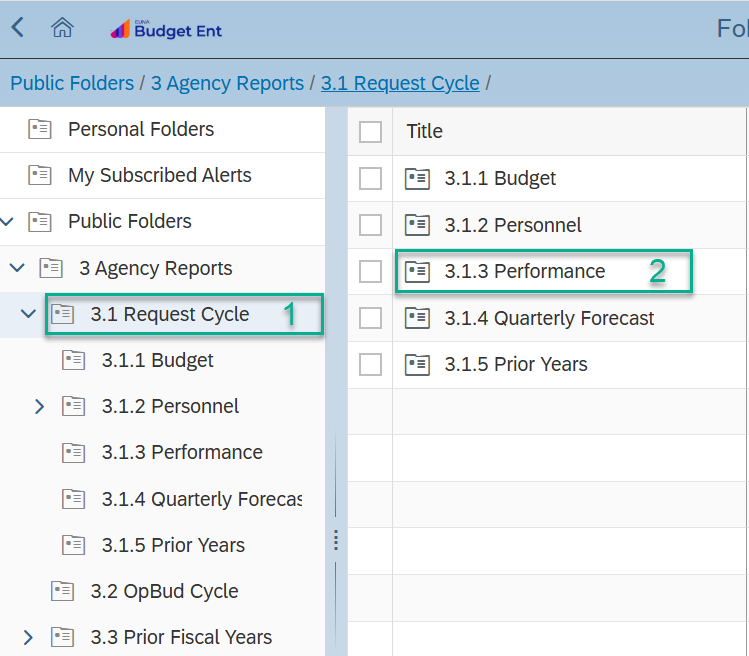 EUNA
Budget Ent
Fol
Public Folders / 3 Agency Reports / 3.1 Request Cycle /
Personal Folders
My Subscribed Alerts
Public Folders
3 Agency Reports
3.1 Request Cycle 1
3.1.1 Budget
3.1.2 Personnel
3.1.3 Performance
3.1.4 Quarterly Forecas
3.1.5 Prior Years
3.2 OpBud Cycle
3.3 Prior Fiscal Years
Title
3.1.1 Budget
3.1.2 Personnel
3.1.3 Performance 2
3.1.4 Quarterly Forecast
3.1.5 Prior Years